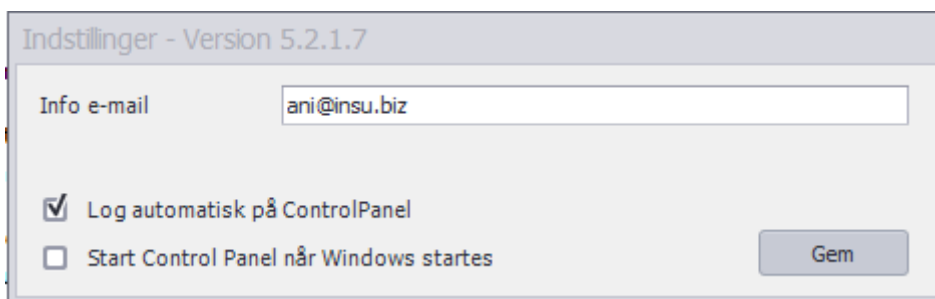 Indstillinger - Version 5.2.1.7
Info e-mail ani@insu.biz
Log automatisk på ControlPanel
Start Control Panel når Windows startes
Gem